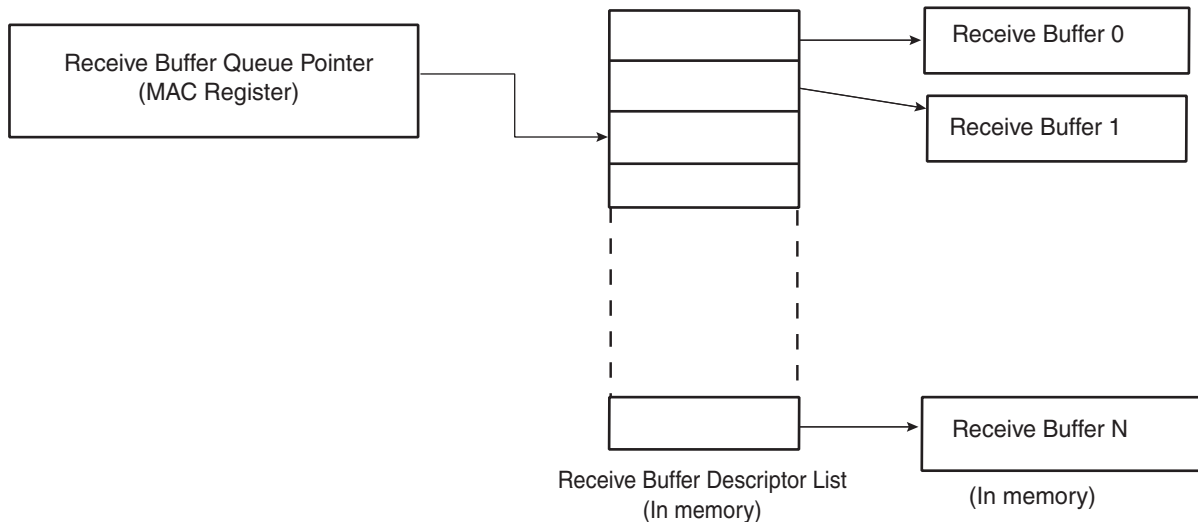 Receive Buffer Queue Pointer
(MAC Register)
Receive Buffer 0
Receive Buffer 1
Receive Buffer N
Receive Buffer Descriptor List
(In memory)
(In memory)